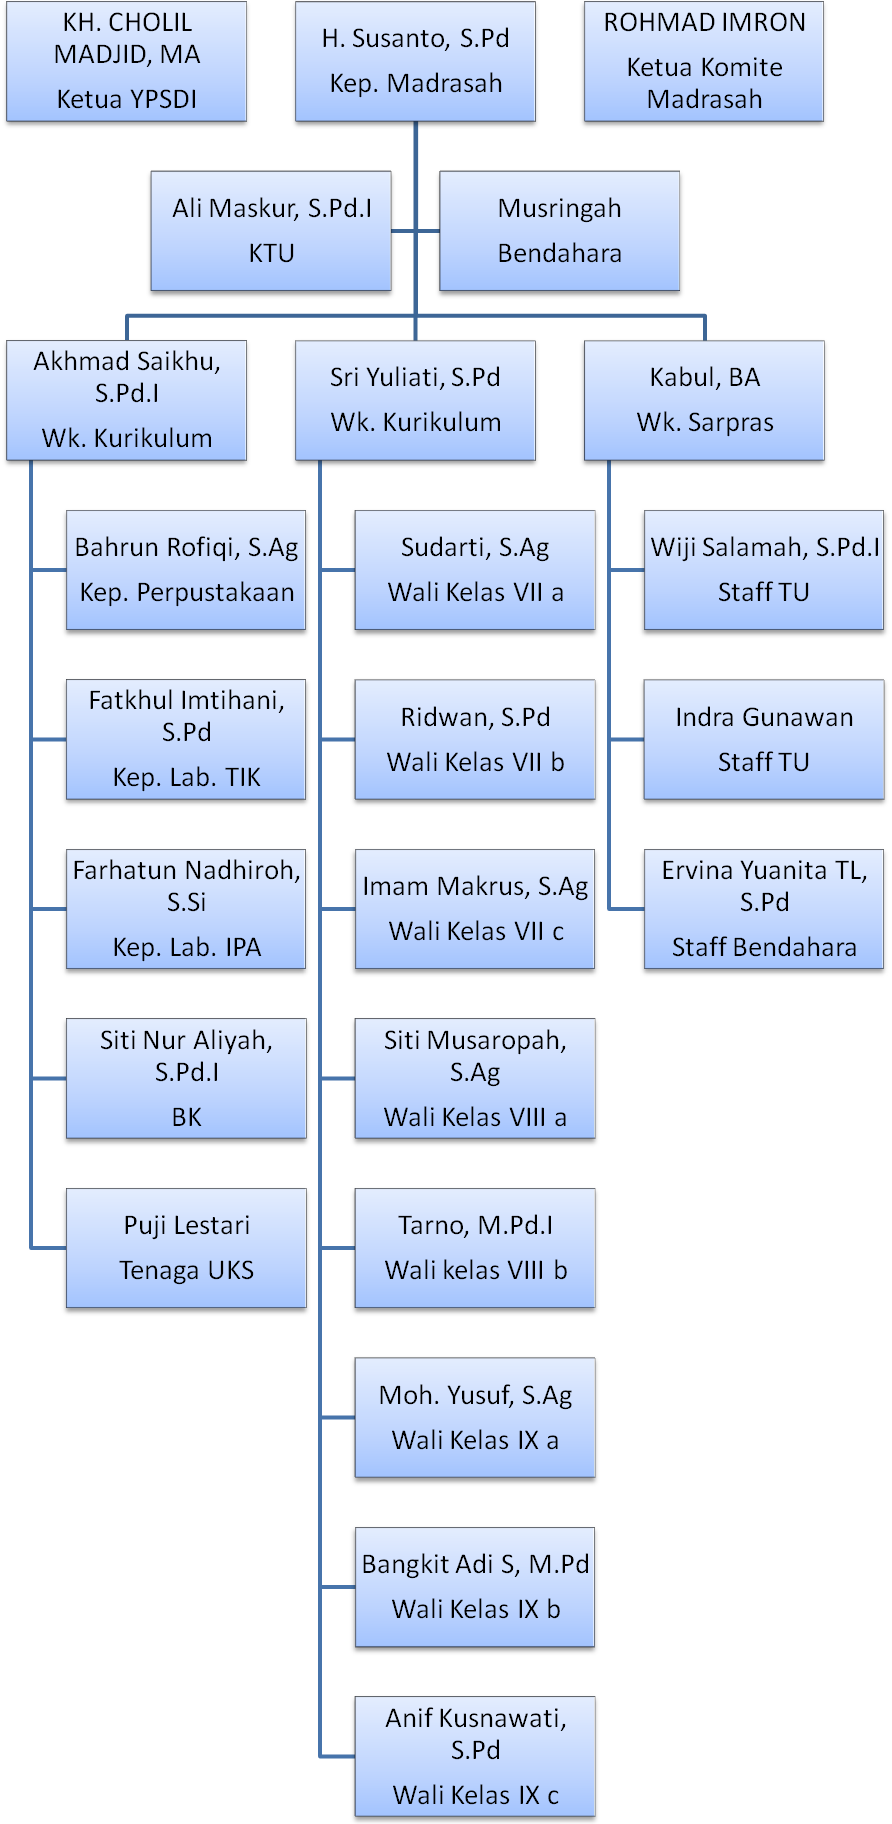 KH. CHOLIL
MADJID, MA
Ketua YPSDI
H. Susanto, S.Pd
Kep. Madrasah
ROHMAD IMRON
Ketua Komite
Madrasah
Ali Maskur, S.Pd.I
KTU
Musringah
Bendahara
Akhmad Saikhu,
S.Pd.I
Wk. Kurikulum
Sri Yuliati, S.Pd
Wk. Kurikulum
Kabul, BA
Wk. Sarpras
Bahrun Rofiqi, S.Ag
Kep. Perpustakaan
Fatkhul Imtihani,
S.Pd
Kep. Lab. TIK
Farhatun Nadhiroh,
S.Si
Kep. Lab. IPA
Siti Nur Aliyah,
S.Pd.I
BK
Puji Lestari
Tenaga UKS
Sudarti, S.Ag
Wali Kelas VII a
Ridwan, S.Pd
Wali Kelas VII b
Imam Makrus, S.Ag
Wali Kelas VII c
Siti Musaropah,
S.Ag
Wali Kelas VIII a
Tarno, M.Pd.I
Wali kelas VIII b
Moh. Yusuf, S.Ag
Wali Kelas IX a
Bangkit Adi S, M.Pd
Wali Kelas IX b
Anif Kusnawati,
S.Pd
Wali Kelas IX c
Wiji Salamah, S.Pd.I
Staff TU
Indra Gunawan
Staff TU
Ervina Yuanita TL,
S.Pd
Staff Bendahara